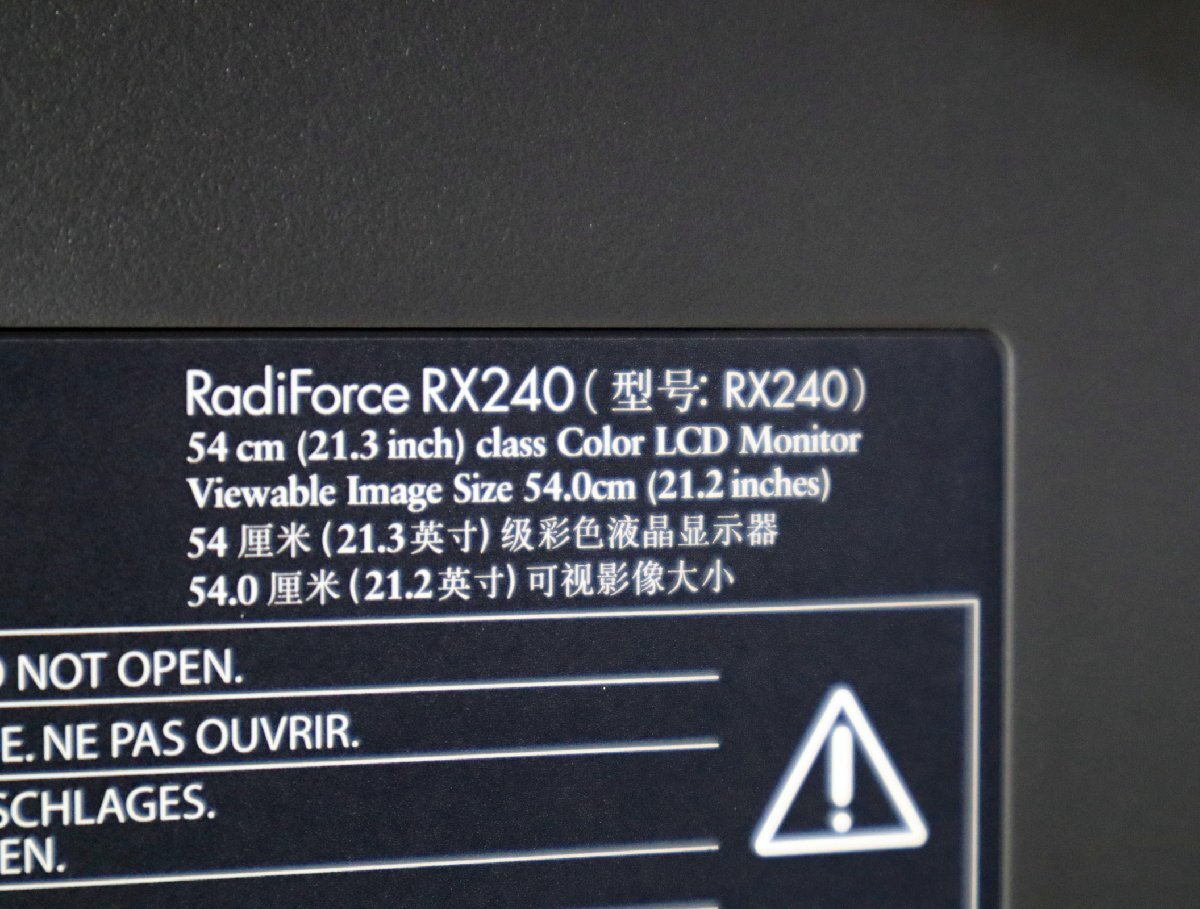 RadiForce RX240 ( 型号: RX240 )
54 cm (21.3 inch) class Color LCD Monitor
Viewable Image Size 54.0cm (21.2 inches)
54 厘米 (21.3英寸) 级彩色液晶显示器
54.0 厘米 (21.2英寸) 可视影像大小
NOT OPEN.
E. NE PAS OUVRIR.
SCHLAGES.
EN.